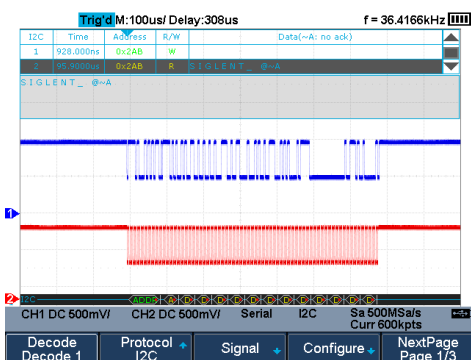 Trig'd M:100us/ Delay:308us f = 36.4166kHz
I2C Time Address R/W Data(~A: no ack)
1 928.000ns 0x2AB W
2 95.9000us 0x2AB R SIGLENT_ @~A
SIGLENT_ @~A
1
2 I2C ADDR A D D D D D D D D D D
CH1 DC 500mV/ CH2 DC 500mV/ Serial I2C Sa 500MSa/s
Curr 600kpts
Decode Protocol Signal Configure NextPage
Decode 1 I2C Page 1/3